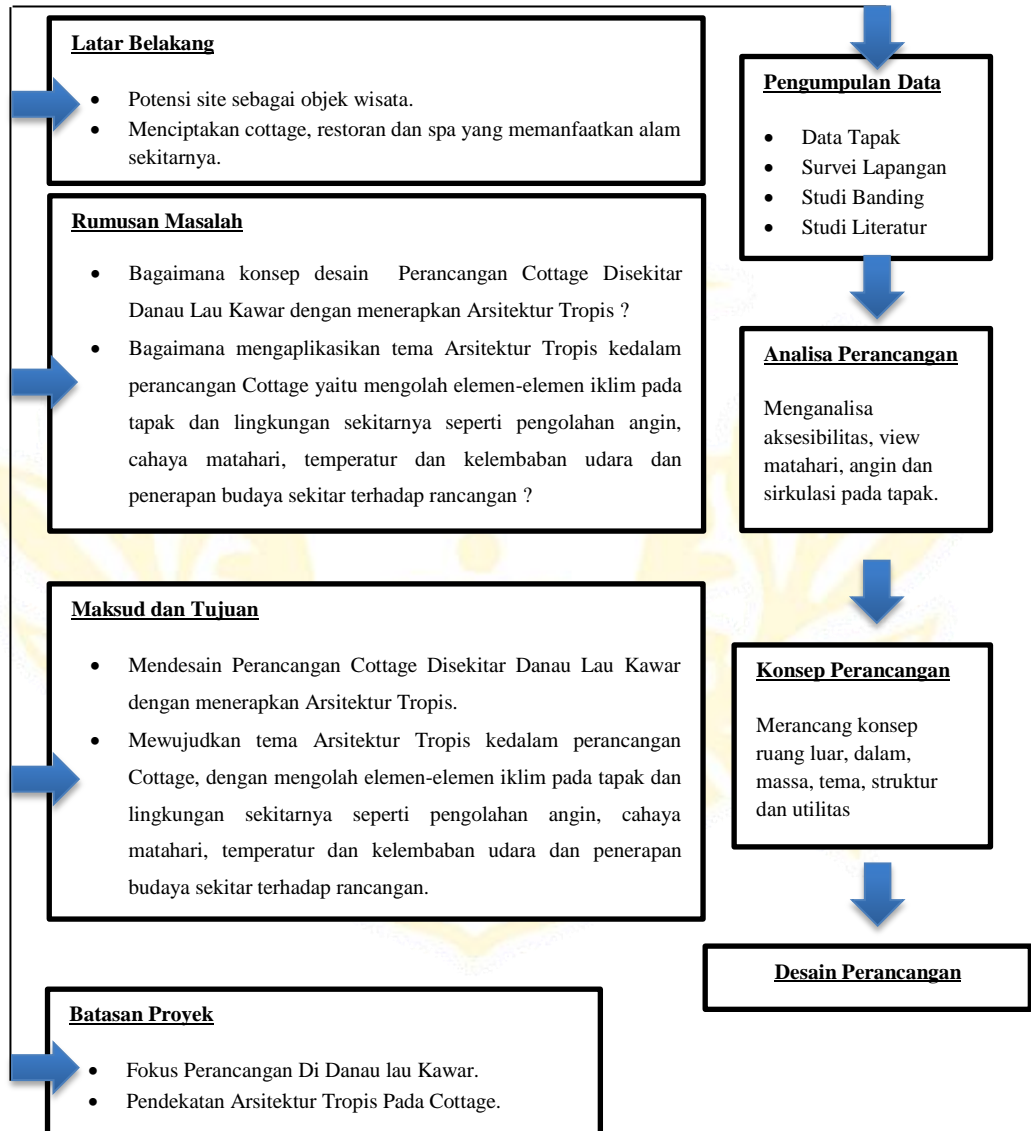 Latar Belakang
• Potensi site sebagai objek wisata.
• Menciptakan cottage, restoran dan spa yang memanfaatkan alam
sekitarnya.
Rumusan Masalah
• Bagaimana konsep desain Perancangan Cottage Disekitar
Danau Lau Kawar dengan menerapkan Arsitektur Tropis ?
• Bagaimana mengaplikasikan tema Arsitektur Tropis kedalam
perancangan Cottage yaitu mengolah elemen-elemen iklim pada
tapak dan lingkungan sekitarnya seperti pengolahan angin,
cahaya matahari, temperatur dan kelembaban udara dan
penerapan budaya sekitar terhadap rancangan ?
Maksud dan Tujuan
• Mendesain Perancangan Cottage Disekitar Danau Lau Kawar
dengan menerapkan Arsitektur Tropis.
• Mewujudkan tema Arsitektur Tropis kedalam perancangan
Cottage, dengan mengolah elemen-elemen iklim pada tapak dan
lingkungan sekitarnya seperti pengolahan angin, cahaya
matahari, temperatur dan kelembaban udara dan penerapan
budaya sekitar terhadap rancangan.
Batasan Proyek
• Fokus Perancangan Di Danau lau Kawar.
• Pendekatan Arsitektur Tropis Pada Cottage.
Pengumpulan Data
• Data Tapak
• Survei Lapangan
• Studi Banding
• Studi Literatur
Analisa Perancangan
Menganalisa
aksesibilitas, view
matahari, angin dan
sirkulasi pada tapak.
Konsep Perancangan
Merancang konsep
ruang luar, dalam,
massa, tema, struktur
dan utilitas
Desain Perancangan